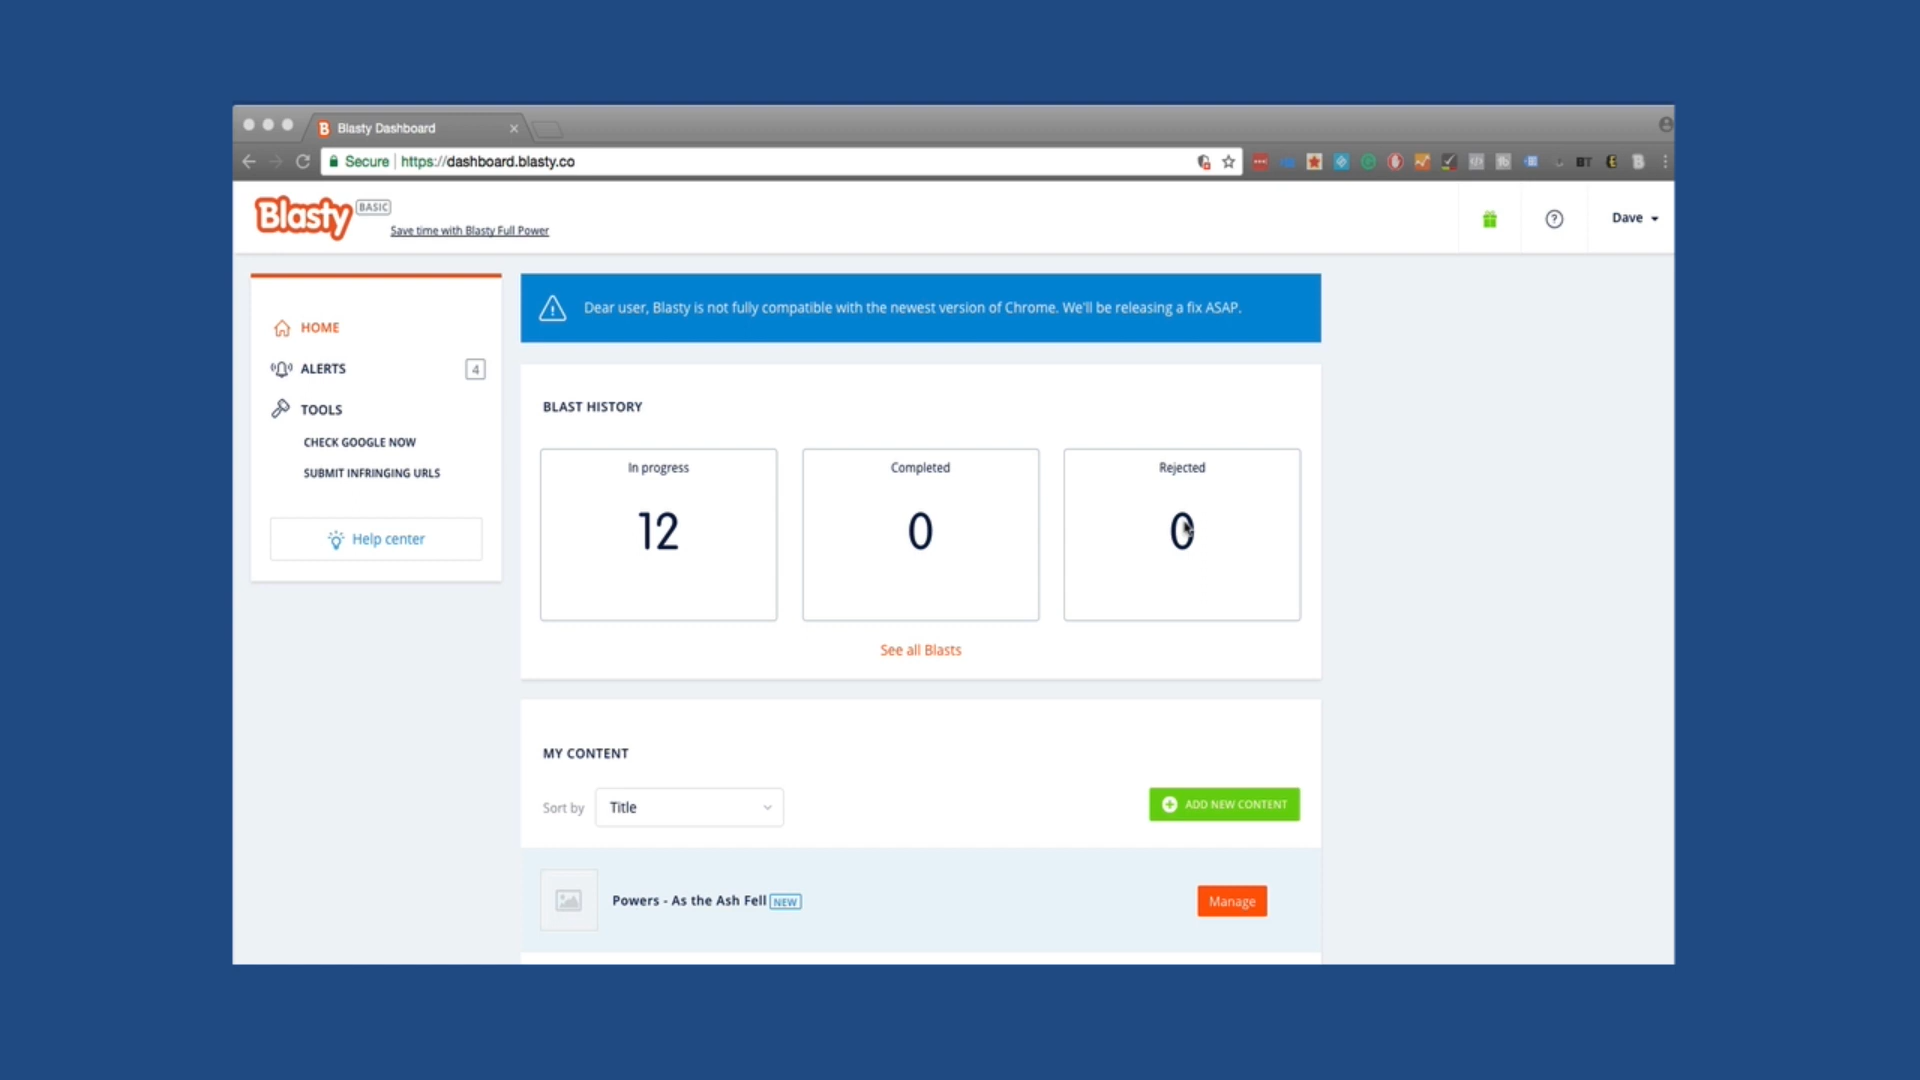 Blasty Dashboard
Secure | https://dashboard.blasty.co
Blasty BASIC
Save time with Blasty Full Power
Dave
HOME
ALERTS 4
TOOLS
CHECK GOOGLE NOW
SUBMIT INFRINGING URLS
Help center
Dear user, Blasty is not fully compatible with the newest version of Chrome. We'll be releasing a fix ASAP.
BLAST HISTORY
In progress Completed Rejected
12 0 0
See all Blasts
MY CONTENT
Sort by Title ADD NEW CONTENT
Powers - As the Ash Fell NEW Manage